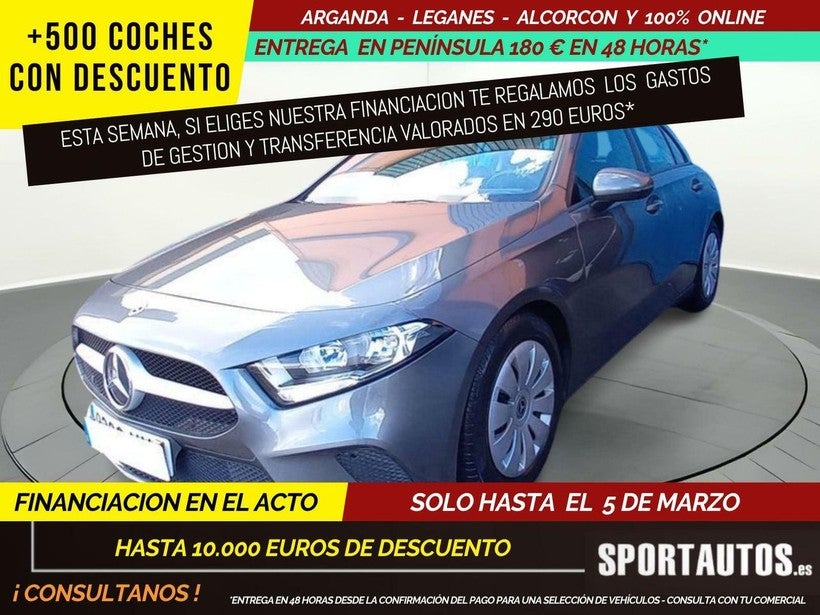 +500 COCHES
CON DESCUENTO
ARGANDA - LEGANES - ALCORCON Y 100% ONLINE
ENTREGA EN PENÍNSULA 180 € EN 48 HORAS*
ESTA SEMANA, SI ELIGES NUESTRA FINANCIACION TE REGALAMOS LOS GASTOS
DE GESTION Y TRANSFERENCIA VALORADOS EN 290 EUROS*
FINANCIACION EN EL ACTO
SOLO HASTA EL 5 DE MARZO
HASTA 10.000 EUROS DE DESCUENTO
SPORTAUTOS.es
¡ CONSULTANOS !
*ENTREGA EN 48 HORAS DESDE LA CONFIRMACIÓN DEL PAGO PARA UNA SELECCIÓN DE VEHÍCULOS - CONSULTA CON TU COMERCIAL